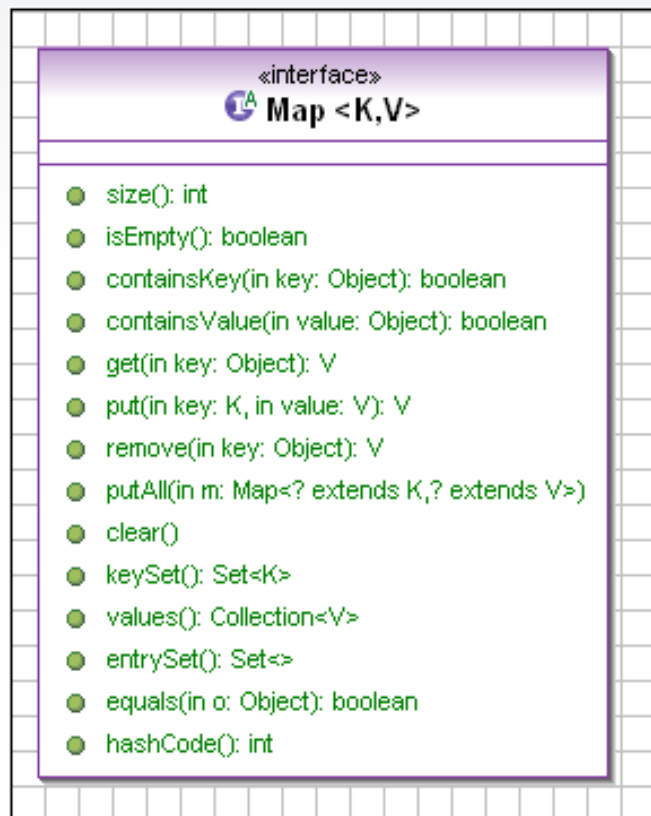 «interface»
Map <K,V>
size(): int
isEmpty(): boolean
containsKey(in key: Object): boolean
containsValue(in value: Object): boolean
get(in key: Object): V
put(in key: K, in value: V): V
remove(in key: Object): V
putAll(in m: Map<? extends K,? extends V>)
clear()
keySet(): Set<K>
values(): Collection<V>
entrySet(): Set<>
equals(in o: Object): boolean
hashCode(): int